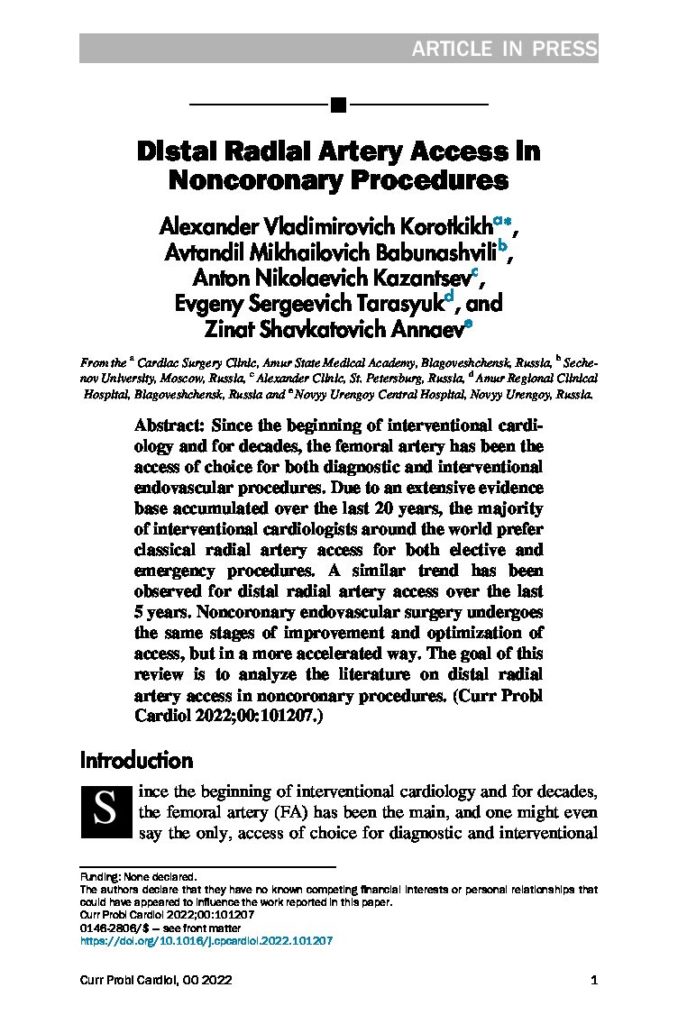 ARTICLE IN PRESS
Distal Radial Artery Access in
Noncoronary Procedures
Alexander Vladimirovich Korotkikhᵃ*,
Avtandil Mikhailovich Babunashviliᵇ,
Anton Nikolaevich Kazantsevᶜ,
Evgeny Sergeevich Tarasyukᵈ, and
Zinat Shavkatovich Annaevᵉ
From the ᵃ Cardiac Surgery Clinic, Amur State Medical Academy, Blagoveshchensk, Russia, ᵇ Seche-
nov University, Moscow, Russia, ᶜ Alexander Clinic, St. Petersburg, Russia, ᵈ Amur Regional Clinical
Hospital, Blagoveshchensk, Russia and ᵉ Novyy Urengoy Central Hospital, Novyy Urengoy, Russia.
Abstract: Since the beginning of interventional cardi-
ology and for decades, the femoral artery has been the
access of choice for both diagnostic and interventional
endovascular procedures. Due to an extensive evidence
base accumulated over the last 20 years, the majority
of interventional cardiologists around the world prefer
classical radial artery access for both elective and
emergency procedures. A similar trend has been
observed for distal radial artery access over the last
5 years. Noncoronary endovascular surgery undergoes
the same stages of improvement and optimization of
access, but in a more accelerated way. The goal of this
review is to analyze the literature on distal radial
artery access in noncoronary procedures. (Curr Probl
Cardiol 2022;00:101207.)
Introduction
Since the beginning of interventional cardiology and for decades,
the femoral artery (FA) has been the main, and one might even
say the only, access of choice for diagnostic and interventional
Funding: None declared.
The authors declare that they have no known competing financial interests or personal relationships that
could have appeared to influence the work reported in this paper.
Curr Probl Cardiol 2022;00:101207
0146-2806/$ – see front matter
https://doi.org/10.1016/j.cpcardiol.2022.101207
Curr Probl Cardiol, 00 2022 1